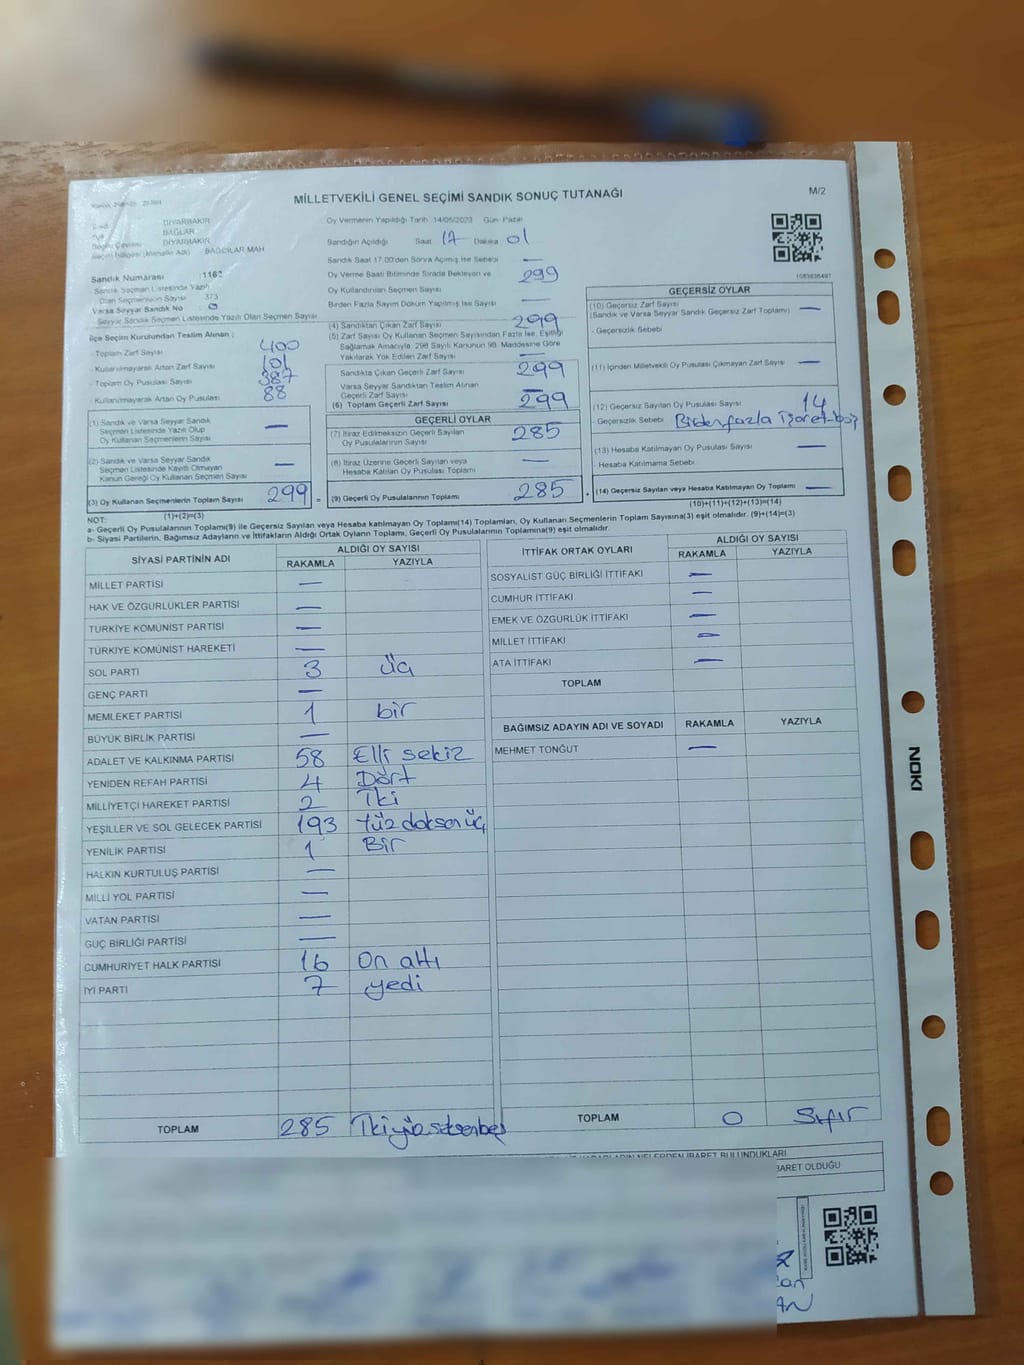 MİLLETVEKİLİ GENEL SEÇİMİ SANDIK SONUÇ TUTANAĞI
M/2
DİYARBAKIR
BAĞLAR
DİYARBAKIR
BAĞCILAR MAH
Sandık Numarası :1162
Sandık Seçmen Listesinde Yazılı
Olan Seçmenlerin Sayısı 373
Varsa Seyyar Sandık No 0
Seyyar Sandık Seçmen Listesinde Yazılı Olan Seçmen Sayısı
Oy Vermenin Yapıldığı Tarih :14/05/2023 Gün Pazar
Sandığın Açıldığı Saat 17 Dakika 01
Sandık Saat 17.00'den Sonra Açılmış İse Sebebi —
Oy Verme Saati Bitiminde Sırada Bekleyen ve
Oy Kullandırılan Seçmen Sayısı 299
Birden Fazla Sayım Döküm Yapılmış İse Sayısı —
1083636497
İlçe Seçim Kurulundan Teslim Alınan ;
- Toplam Zarf Sayısı 400
- Kullanılmayarak Artan Zarf Sayısı 101
- Toplam Oy Pusulası Sayısı 387
- Kullanılmayarak Artan Oy Pusulası 88
(1) Sandık ve Varsa Seyyar Sandık
Seçmen Listesinde Yazılı Olup
Oy Kullanan Seçmenlerin Sayısı —
(2) Sandık ve Varsa Seyyar Sandık
Seçmen Listesinde Kayıtlı Olmayan
Kanun Gereği Oy Kullanan Seçmen Sayısı —
(3) Oy Kullanan Seçmenlerin Toplam Sayısı 299 =
(1)+(2)=(3)
(4) Sandıktan Çıkan Zarf Sayısı 299
(5) Zarf Sayısı Oy Kullanan Seçmen Sayısından Fazla İse, Eşitliği
Sağlamak Amacıyla, 298 Sayılı Kanunun 98. Maddesine Göre
Yakılarak Yok Edilen Zarf Sayısı —
Sandıkta Çıkan Geçerli Zarf Sayısı 299
Varsa Seyyar Sandıktan Teslim Alınan
Geçerli Zarf Sayısı —
(6) Toplam Geçerli Zarf Sayısı 299
GEÇERLİ OYLAR
(7) İtiraz Edilmeksizin Geçerli Sayılan
Oy Pusulasının Sayısı 285
(8) İtiraz Üzerine Geçerli Sayılan veya
Hesaba Katılan Oy Pusulası Toplamı —
(9) Geçerli Oy Pusulalarının Toplamı 285 +
GEÇERSİZ OYLAR
(10) Geçersiz Zarf Sayısı
(Sandık ve Varsa Seyyar Sandık Geçersiz Zarf Toplamı) —
- Geçersizlik Sebebi
(11) İçinden Milletvekili Oy Pusulası Çıkmayan Zarf Sayısı —
(12) Geçersiz Sayılan Oy Pusulası Sayısı 14
- Geçersizlik Sebebi Birden fazla işaret-boş
(13) Hesaba Katılmayan Oy Pusulası Sayısı —
- Hesaba Katılmama Sebebi
(14) Geçersiz Sayılan veya Hesaba Katılmayan Oy Toplamı —
(10)+(11)+(12)+(13)=(14)
NOT:
a- Geçerli Oy Pusulalarının Toplamı(9) ile Geçersiz Sayılan veya Hesaba katılmayan Oy Toplamı(14) Toplamları, Oy Kullanan Seçmenlerin Toplam Sayısına(3) eşit olmalıdır. (9)+(14)=(3)
b- Siyasi Partilerin, Bağımsız Adayların ve İttifakların Aldığı Ortak Oyların Toplamı, Geçerli Oy Pusulalarının Toplamına(9) eşit olmalıdır.
SİYASİ PARTİNİN ADI ALDIĞI OY SAYISI
RAKAMLA YAZIYLA
MİLLET PARTİSİ —
HAK VE ÖZGÜRLÜKLER PARTİSİ —
TÜRKİYE KOMÜNİST PARTİSİ —
TÜRKİYE KOMÜNİST HAREKETİ —
SOL PARTİ 3 üç
GENÇ PARTİ —
MEMLEKET PARTİSİ 1 bir
BÜYÜK BİRLİK PARTİSİ —
ADALET VE KALKINMA PARTİSİ 58 Elli sekiz
YENİDEN REFAH PARTİSİ 4 Dört
MİLLİYETÇİ HAREKET PARTİSİ 2 İki
YEŞİLLER VE SOL GELECEK PARTİSİ 193 Yüz doksan üç
YENİLİK PARTİSİ 1 Bir
HALKIN KURTULUŞ PARTİSİ —
MİLLİ YOL PARTİSİ —
VATAN PARTİSİ —
GÜÇ BİRLİĞİ PARTİSİ —
CUMHURİYET HALK PARTİSİ 16 On altı
İYİ PARTİ 7 yedi
TOPLAM 285 İkiyüz seksenbeş
İTTİFAK ORTAK OYLARI ALDIĞI OY SAYISI
RAKAMLA YAZIYLA
SOSYALİST GÜÇ BİRLİĞİ İTTİFAKI —
CUMHUR İTTİFAKI —
EMEK VE ÖZGÜRLÜK İTTİFAKI —
MİLLET İTTİFAKI —
ATA İTTİFAKI —
TOPLAM
BAĞIMSIZ ADAYIN ADI VE SOYADI RAKAMLA YAZIYLA
MEHMET TONĞUT —
TOPLAM 0 Sıfır
NELERDEN İBARET BULUNDUKLARI
BARET OLDUĞU
NOKI